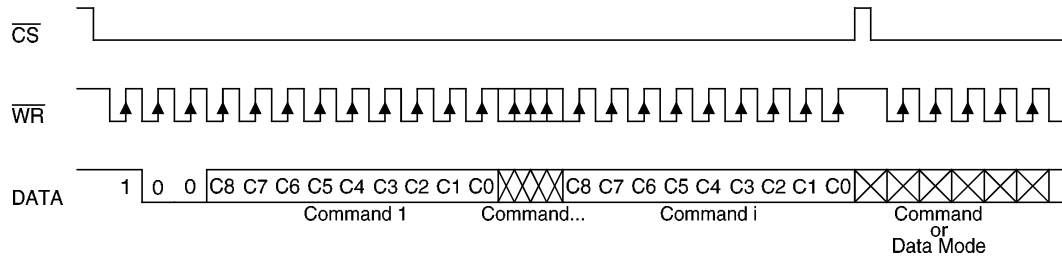 CS
WR
DATA 1 0 0 C8 C7 C6 C5 C4 C3 C2 C1 C0 C8 C7 C6 C5 C4 C3 C2 C1 C0
Command 1 Command... Command i Command
or
Data Mode